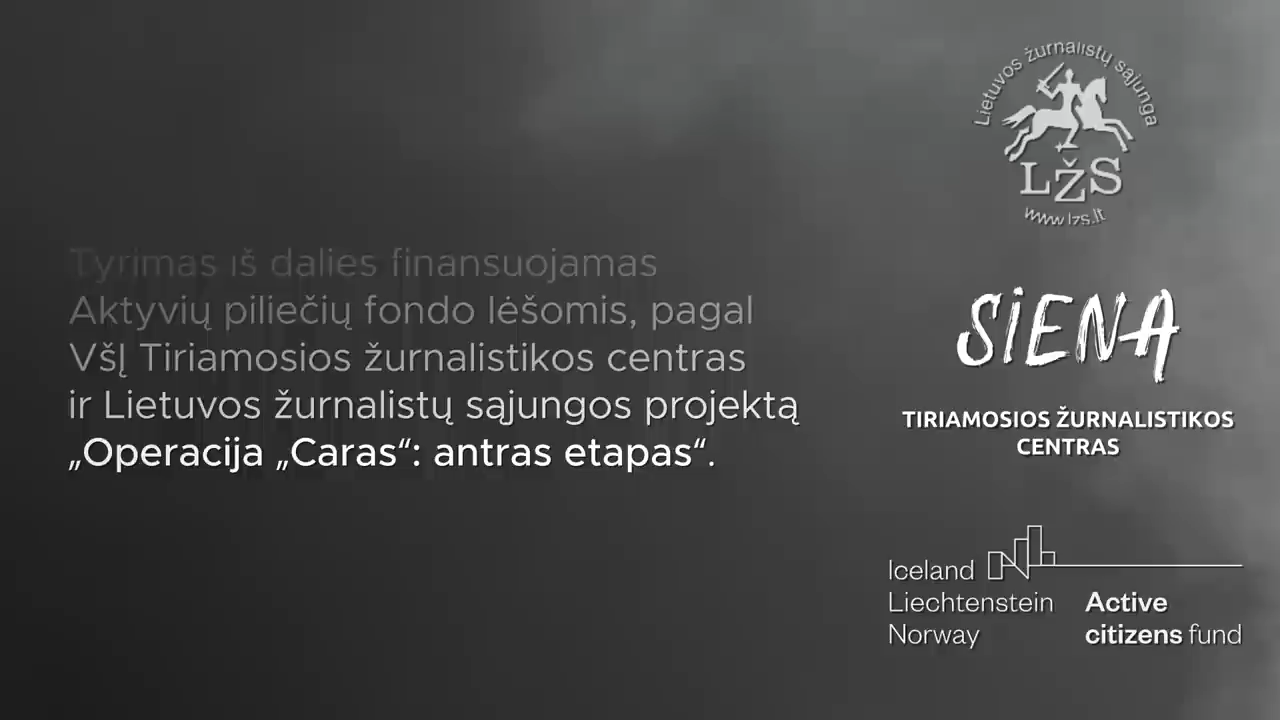 Tyrimas iš dalies finansuojamas
Aktyvių piliečių fondo lėšomis, pagal
VšĮ Tiriamosios žurnalistikos centras
ir Lietuvos žurnalistų sąjungos projektą
„Operacija „Caras“: antras etapas“.
Lietuvos žurnalistų sąjunga
LŽS
www.lzs.lt
SiENA
TIRIAMOSIOS ŽURNALISTIKOS
CENTRAS
Iceland
Liechtenstein
Norway
Active
citizens fund